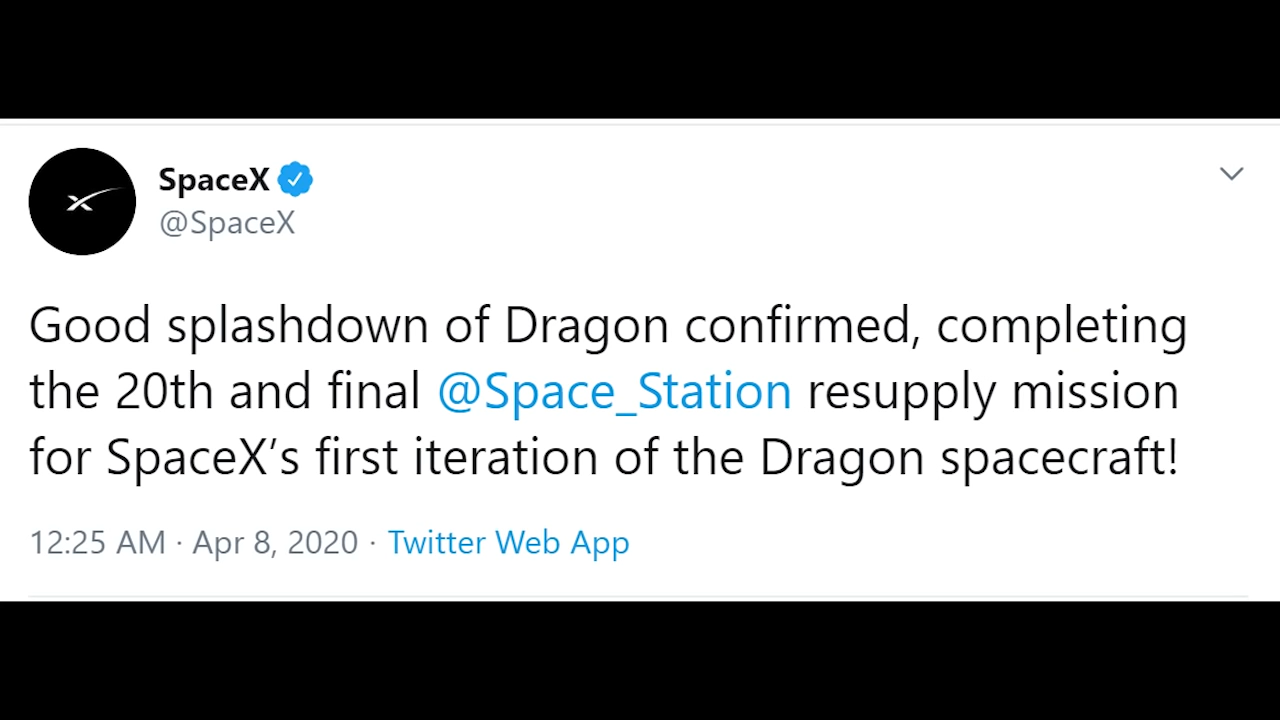 SpaceX
@SpaceX
Good splashdown of Dragon confirmed, completing
the 20th and final @Space_Station resupply mission
for SpaceX’s first iteration of the Dragon spacecraft!
12:25 AM · Apr 8, 2020 · Twitter Web App